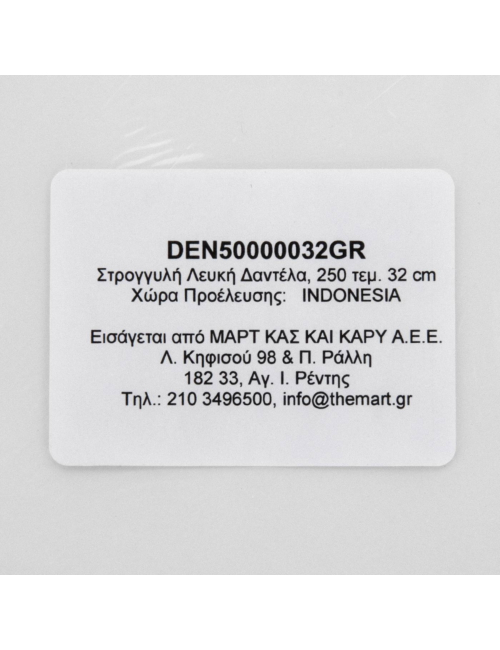 DEN50000032GR
Στρογγυλή Λευκή Δαντέλα, 250 τεμ. 32 cm
Χώρα Προέλευσης: INDONESIA
Εισάγεται από ΜΑΡΤ ΚΑΣ ΚΑΙ ΚΑΡΥ Α.Ε.Ε.
Λ. Κηφισού 98 & Π. Ράλλη
182 33, Αγ. Ι. Ρέντης
Τηλ.: 210 3496500, info@themart.gr